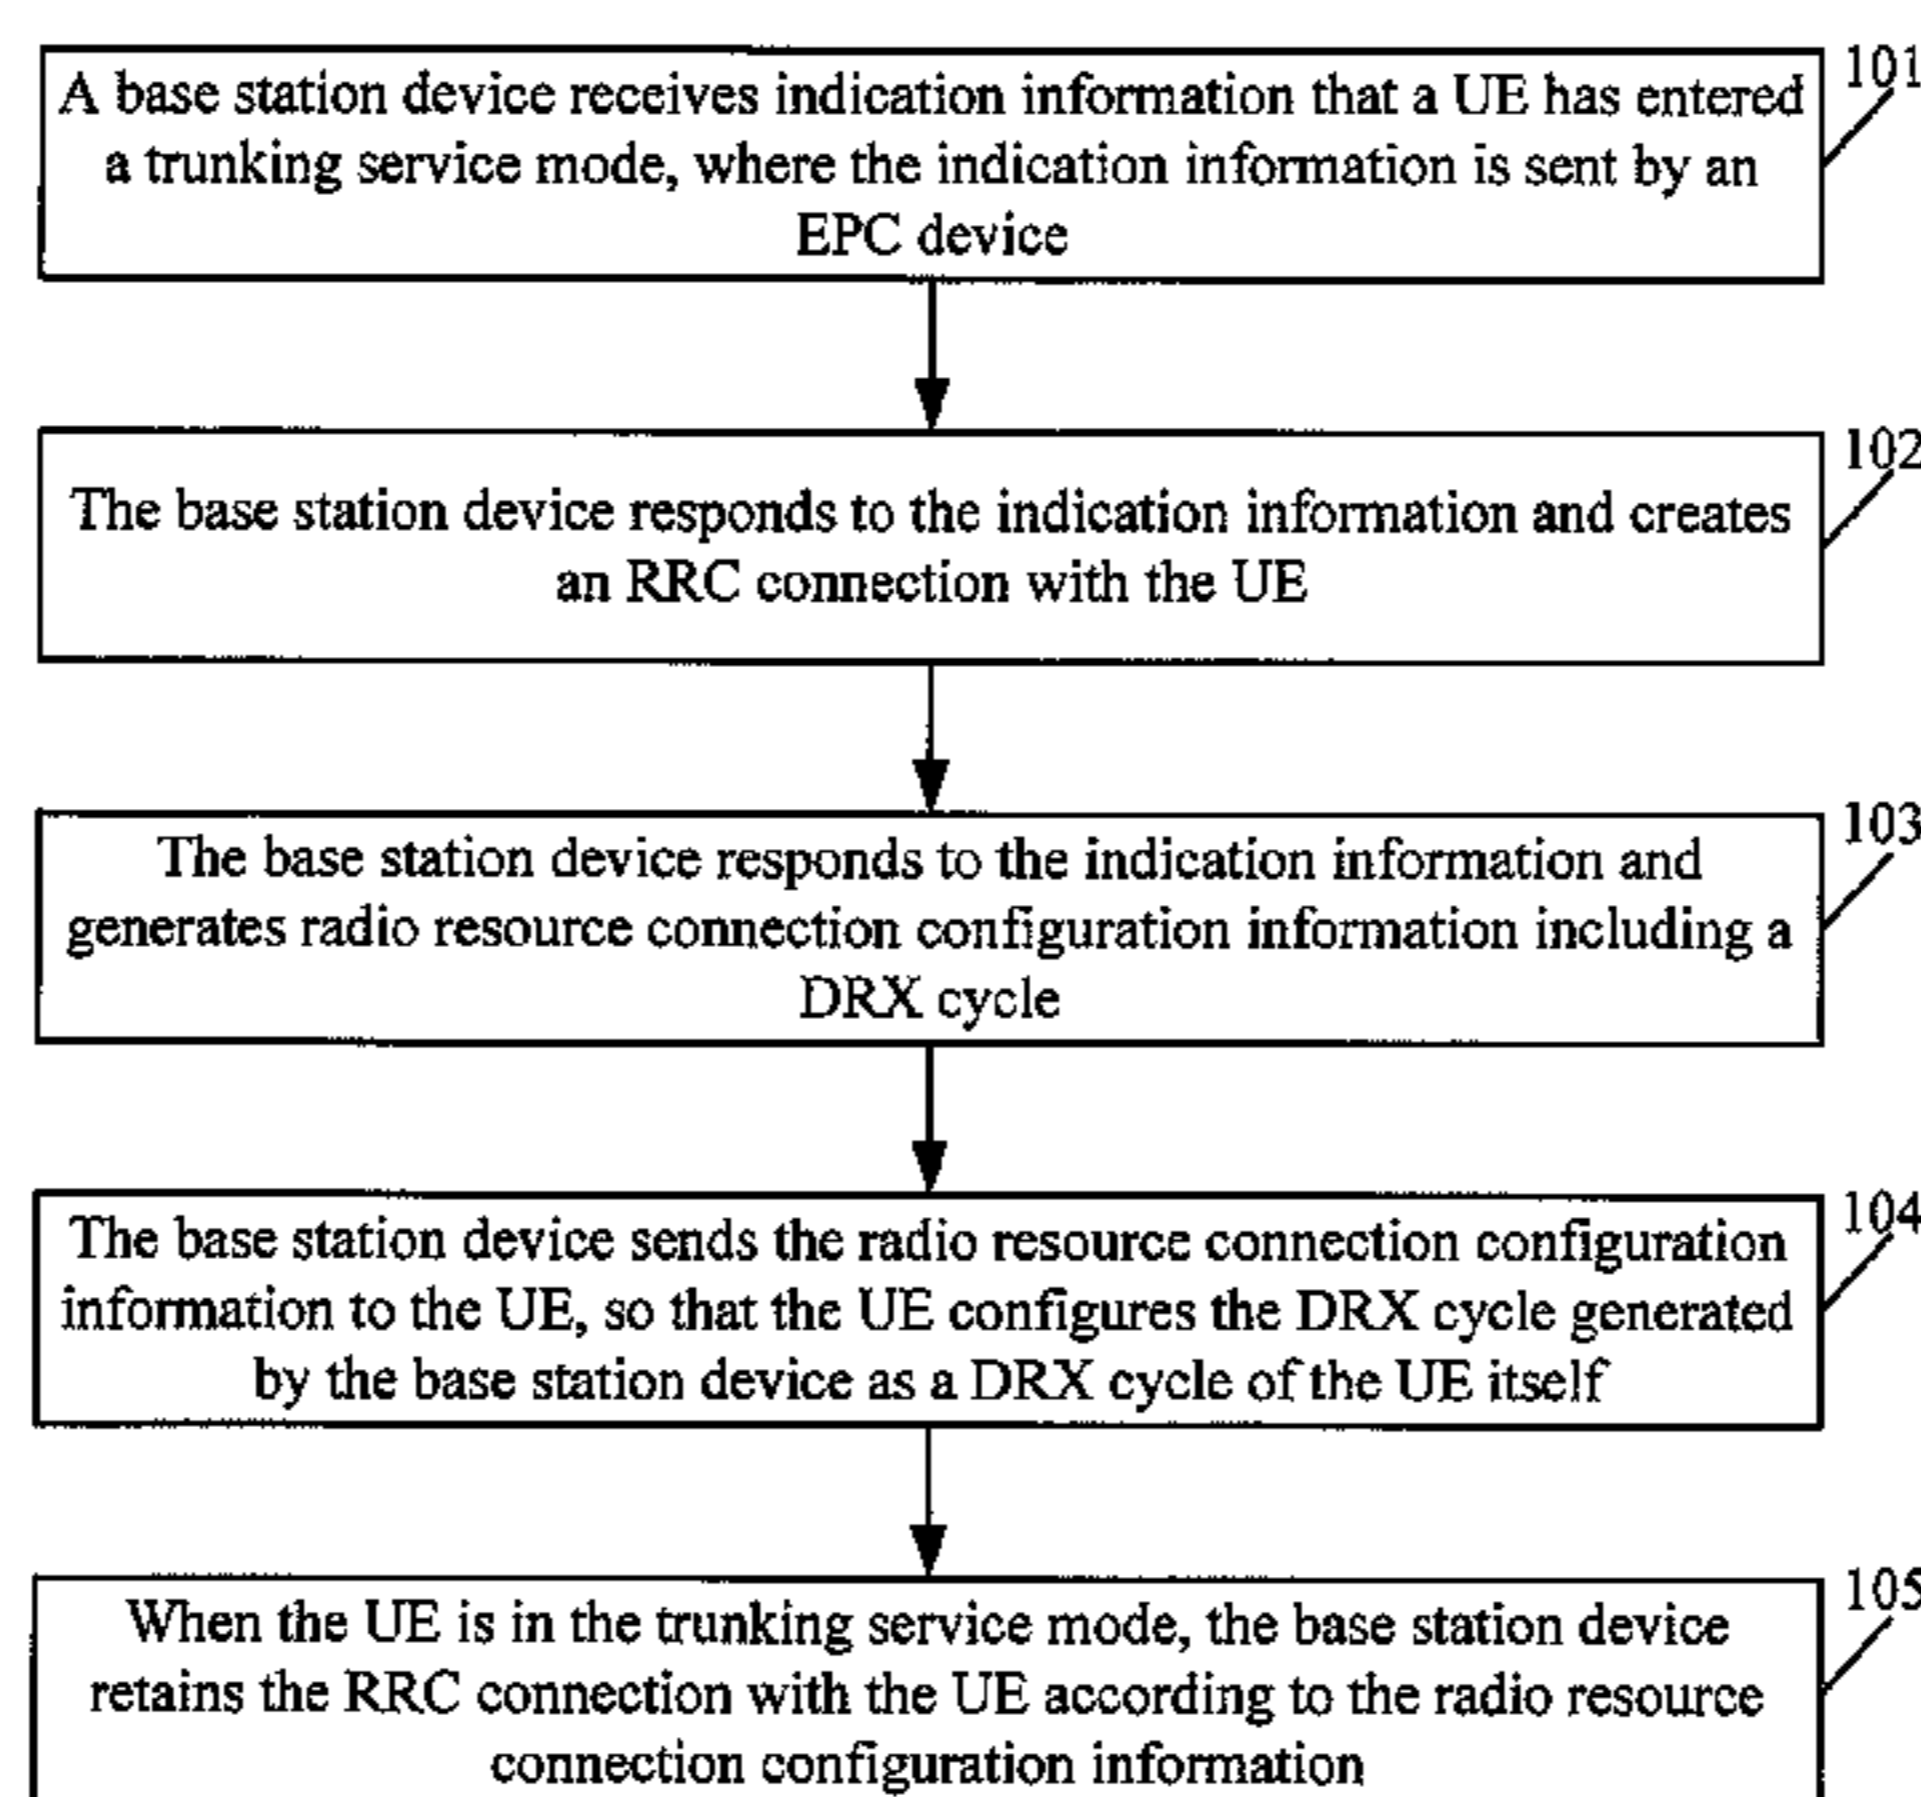 101
A base station device receives indication information that a UE has entered
a trunking service mode, where the indication information is sent by an
EPC device
102
The base station device responds to the indication information and creates
an RRC connection with the UE
103
The base station device responds to the indication information and
generates radio resource connection configuration information including a
DRX cycle
104
The base station device sends the radio resource connection configuration
information to the UE, so that the UE configures the DRX cycle generated
by the base station device as a DRX cycle of the UE itself
105
When the UE is in the trunking service mode, the base station device
retains the RRC connection with the UE according to the radio resource
connection configuration information